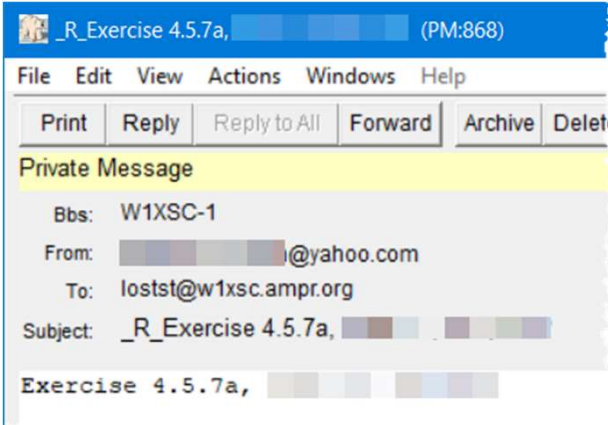 _R_Exercise 4.5.7a, (PM:868)
File Edit View Actions Windows Help
Print Reply Reply to All Forward Archive
Private Message
Bbs: W1XSC-1
From: @yahoo.com
To: lostst@w1xsc.ampr.org
Subject: _R_Exercise 4.5.7a,
Exercise 4.5.7a,